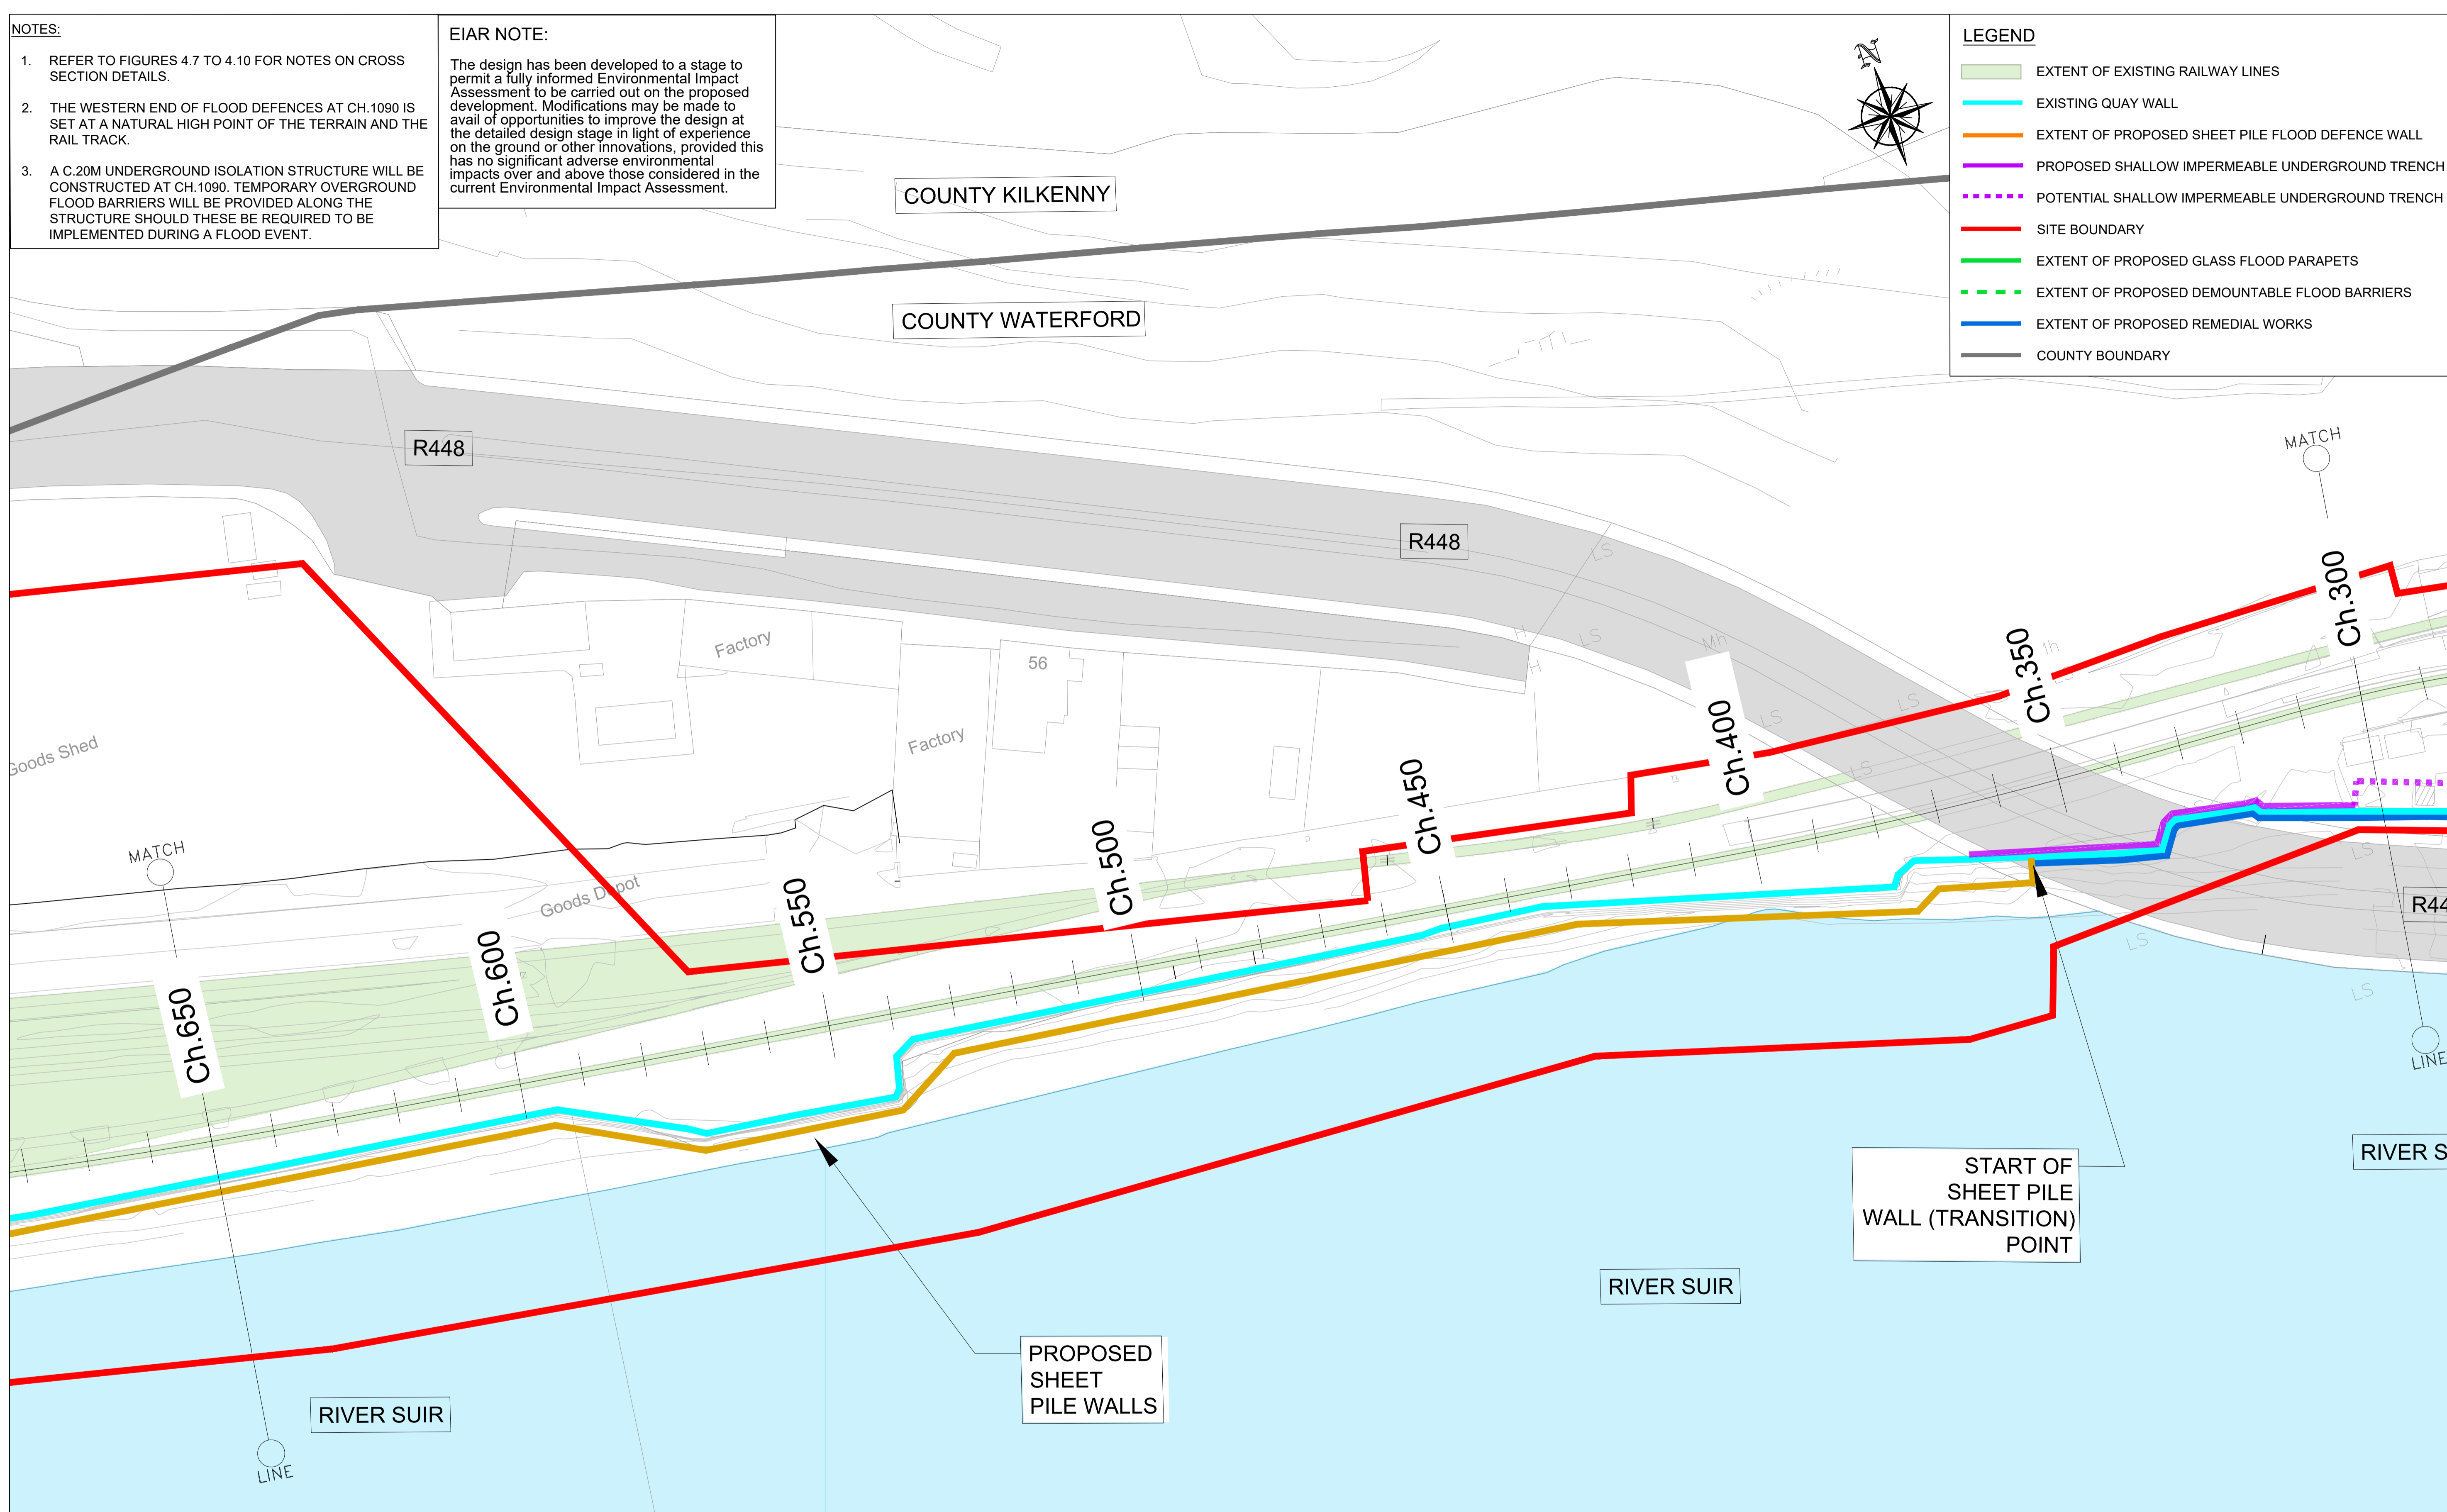 NOTES:
1. REFER TO FIGURES 4.7 TO 4.10 FOR NOTES ON CROSS
SECTION DETAILS.
2. THE WESTERN END OF FLOOD DEFENCES AT CH.1090 IS
SET AT A NATURAL HIGH POINT OF THE TERRAIN AND THE
RAIL TRACK.
3. A C.20M UNDERGROUND ISOLATION STRUCTURE WILL BE
CONSTRUCTED AT CH.1090. TEMPORARY OVERGROUND
FLOOD BARRIERS WILL BE PROVIDED ALONG THE
STRUCTURE SHOULD THESE BE REQUIRED TO BE
IMPLEMENTED DURING A FLOOD EVENT.
EIAR NOTE:
The design has been developed to a stage to
permit a fully informed Environmental Impact
Assessment to be carried out on the proposed
development. Modifications may be made to
avail of opportunities to improve the design at
the detailed design stage in light of experience
on the ground or other innovations, provided this
has no significant adverse environmental
impacts over and above those considered in the
current Environmental Impact Assessment.
N
LEGEND
EXTENT OF EXISTING RAILWAY LINES
EXISTING QUAY WALL
EXTENT OF PROPOSED SHEET PILE FLOOD DEFENCE WALL
PROPOSED SHALLOW IMPERMEABLE UNDERGROUND TRENCH
POTENTIAL SHALLOW IMPERMEABLE UNDERGROUND TRENCH
SITE BOUNDARY
EXTENT OF PROPOSED GLASS FLOOD PARAPETS
EXTENT OF PROPOSED DEMOUNTABLE FLOOD BARRIERS
EXTENT OF PROPOSED REMEDIAL WORKS
COUNTY BOUNDARY
COUNTY KILKENNY
COUNTY WATERFORD
R448
R448
MATCH
LS
H
LS
Mh
H
Factory
56
Factory
Goods Shed
LS
LS
LS
Mh
Ch.300
Ch.350
Ch.400
Ch.450
Ch.500
Ch.550
Ch.600
Ch.650
MATCH
Goods Depot
LS
R44
LS
LS
LINE
RIVER S
START OF
SHEET PILE
WALL (TRANSITION)
POINT
RIVER SUIR
PROPOSED
SHEET
PILE WALLS
RIVER SUIR
LINE